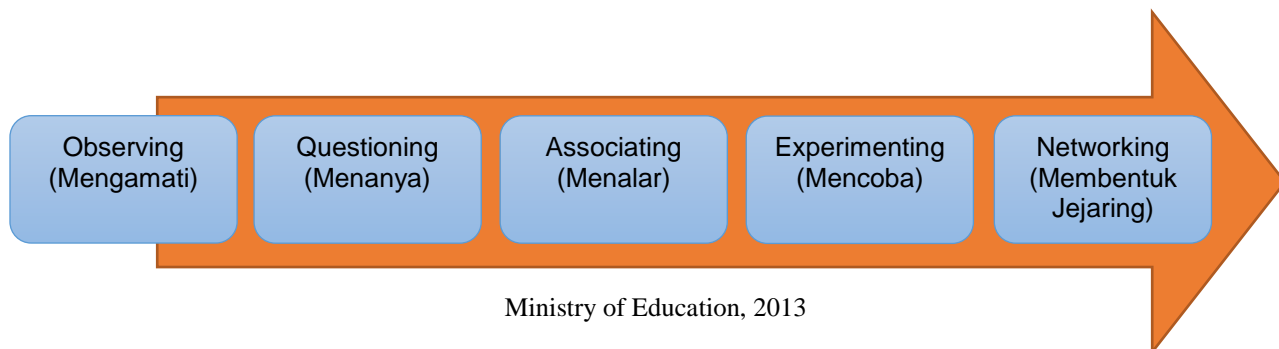 Observing
(Mengamati)
Questioning
(Menanya)
Associating
(Menalar)
Experimenting
(Mencoba)
Networking
(Membentuk
Jejaring)
Ministry of Education, 2013